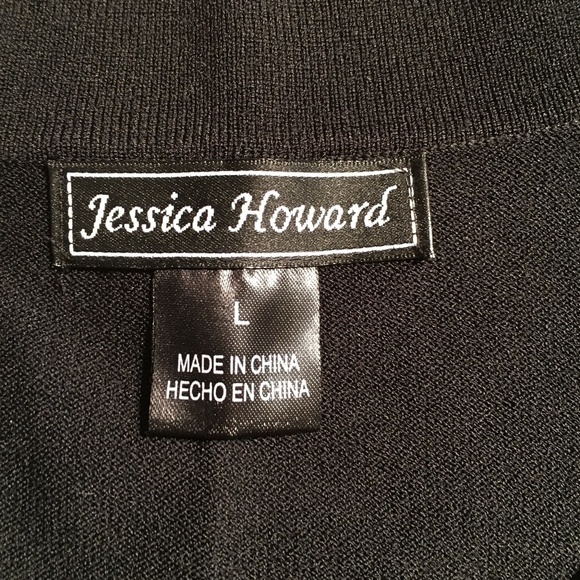 Jessica Howard
L
MADE IN CHINA
HECHO EN CHINA